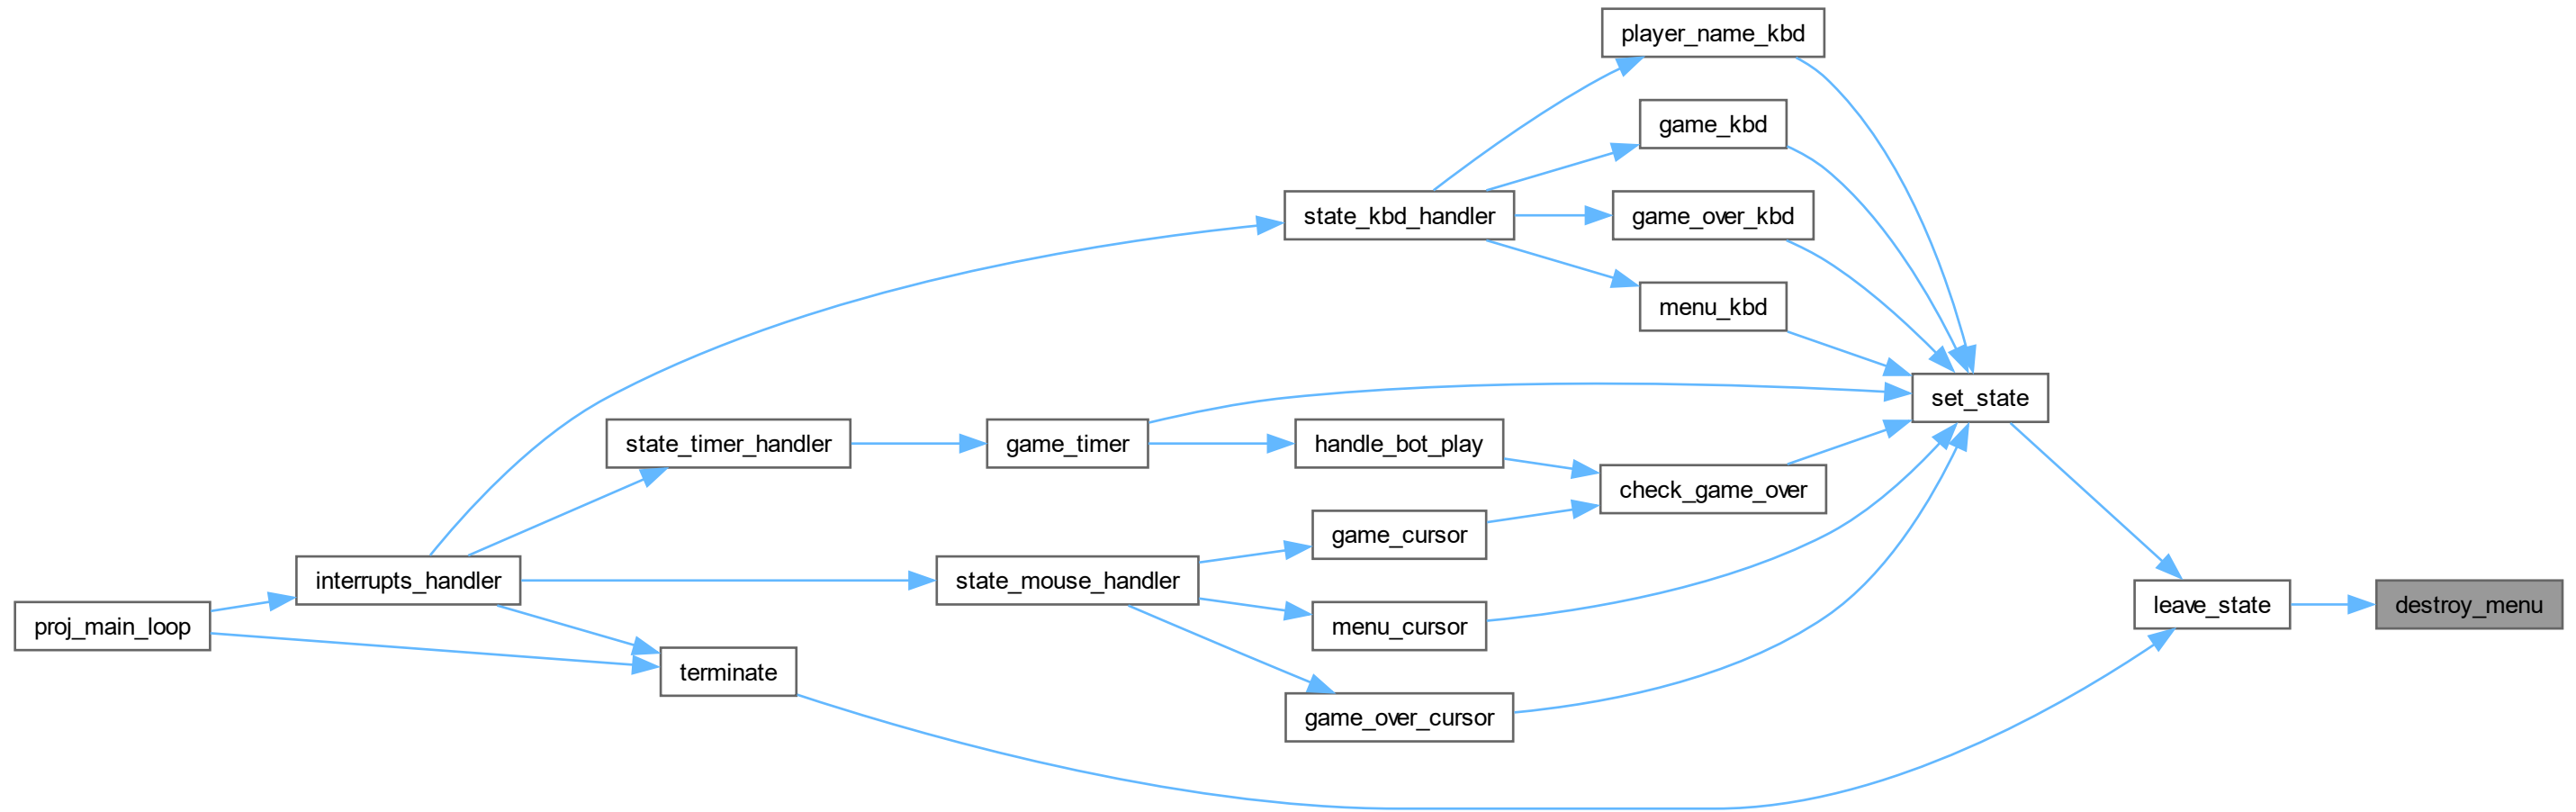 player_name_kbd
game_kbd
state_kbd_handler
game_over_kbd
menu_kbd
set_state
state_timer_handler
game_timer
handle_bot_play
check_game_over
game_cursor
interrupts_handler
state_mouse_handler
leave_state
destroy_menu
proj_main_loop
menu_cursor
terminate
game_over_cursor